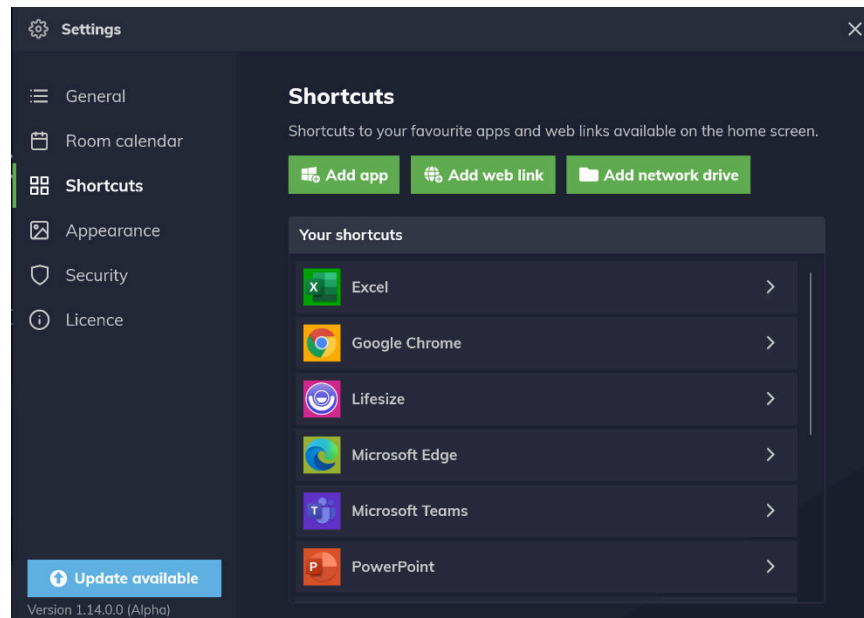 Settings
General
Room calendar
Shortcuts
Appearance
Security
Licence
Update available
Version 1.14.0.0 (Alpha)
Shortcuts
Shortcuts to your favourite apps and web links available on the home screen.
Add app
Add web link
Add network drive
Your shortcuts
Excel
Google Chrome
Lifesize
Microsoft Edge
Microsoft Teams
PowerPoint